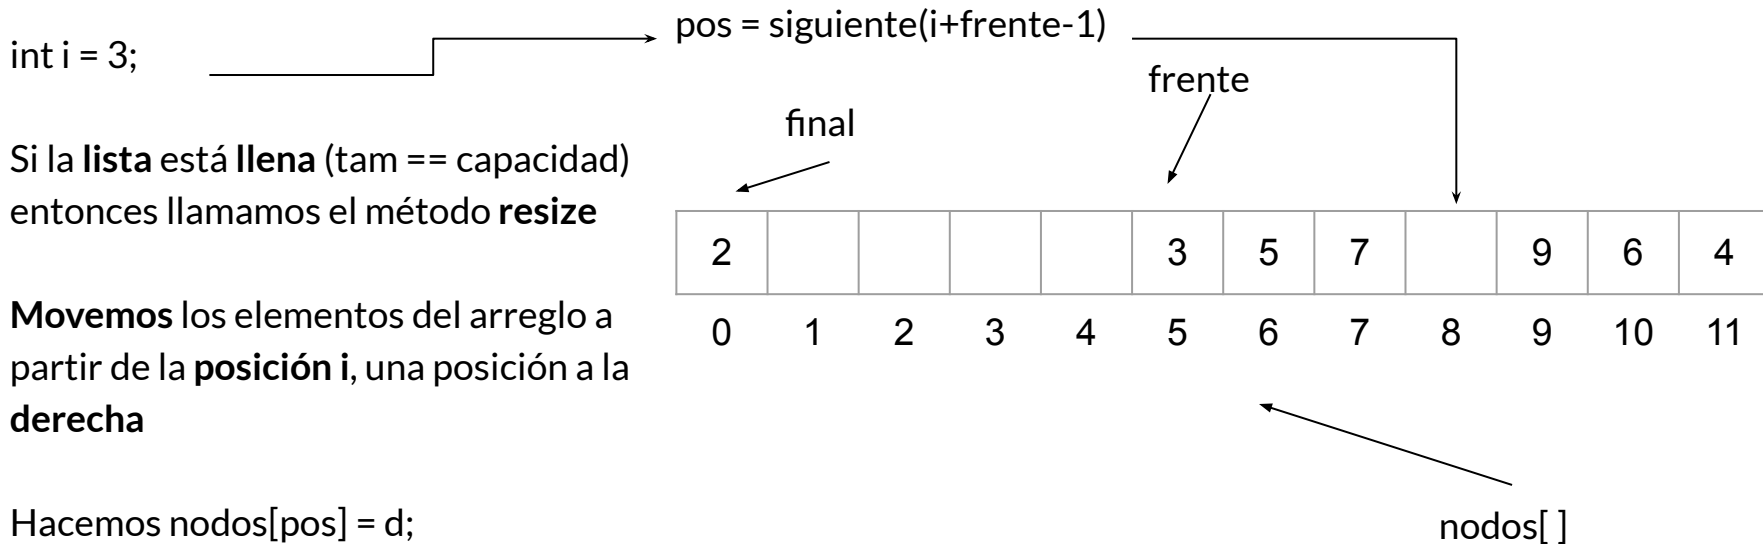 int i = 3;
pos = siguiente(i+frente-1)
frente
final
Si la lista está llena (tam == capacidad)
entonces llamamos el método resize
Movemos los elementos del arreglo a
partir de la posición i, una posición a la
derecha
Hacemos nodos[pos] = d;
2 3 5 7 9 6 4
0 1 2 3 4 5 6 7 8 9 10 11
nodos[ ]